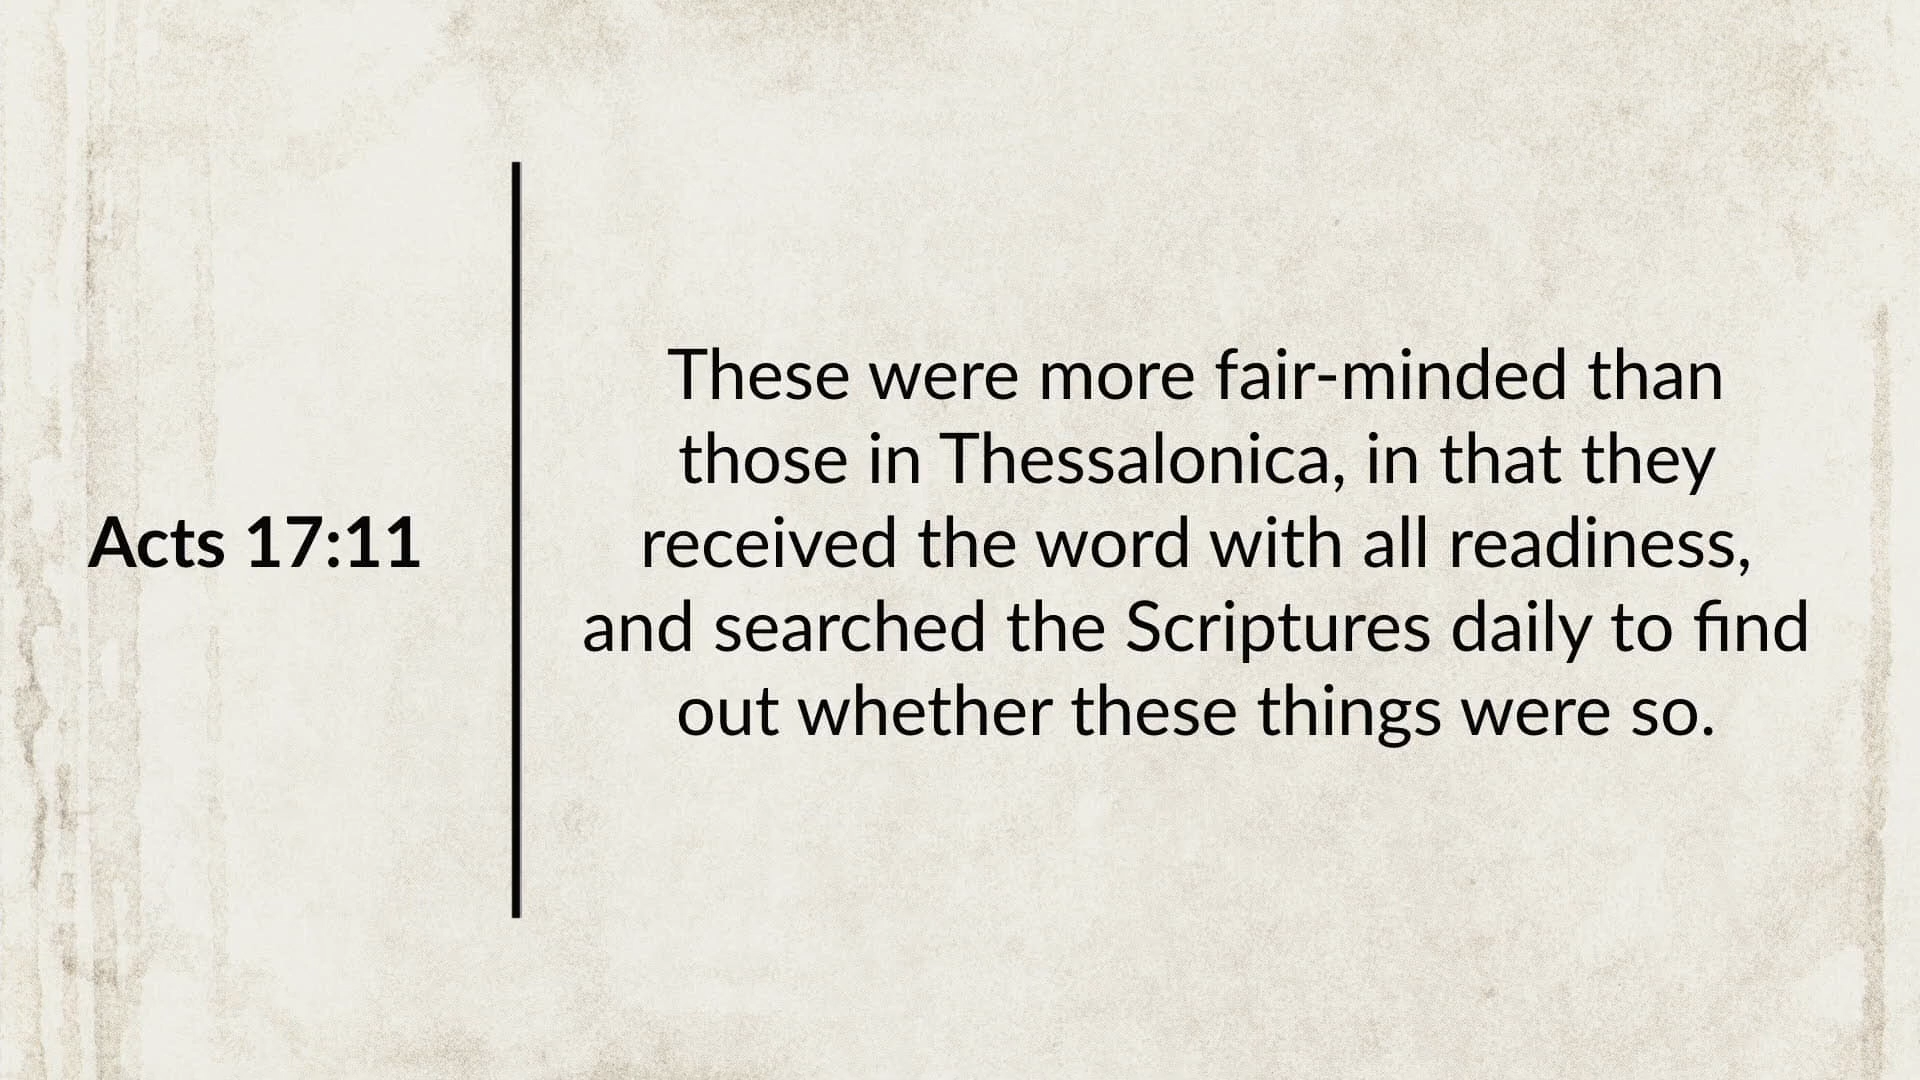 Acts 17:11
These were more fair-minded than
those in Thessalonica, in that they
received the word with all readiness,
and searched the Scriptures daily to find
out whether these things were so.